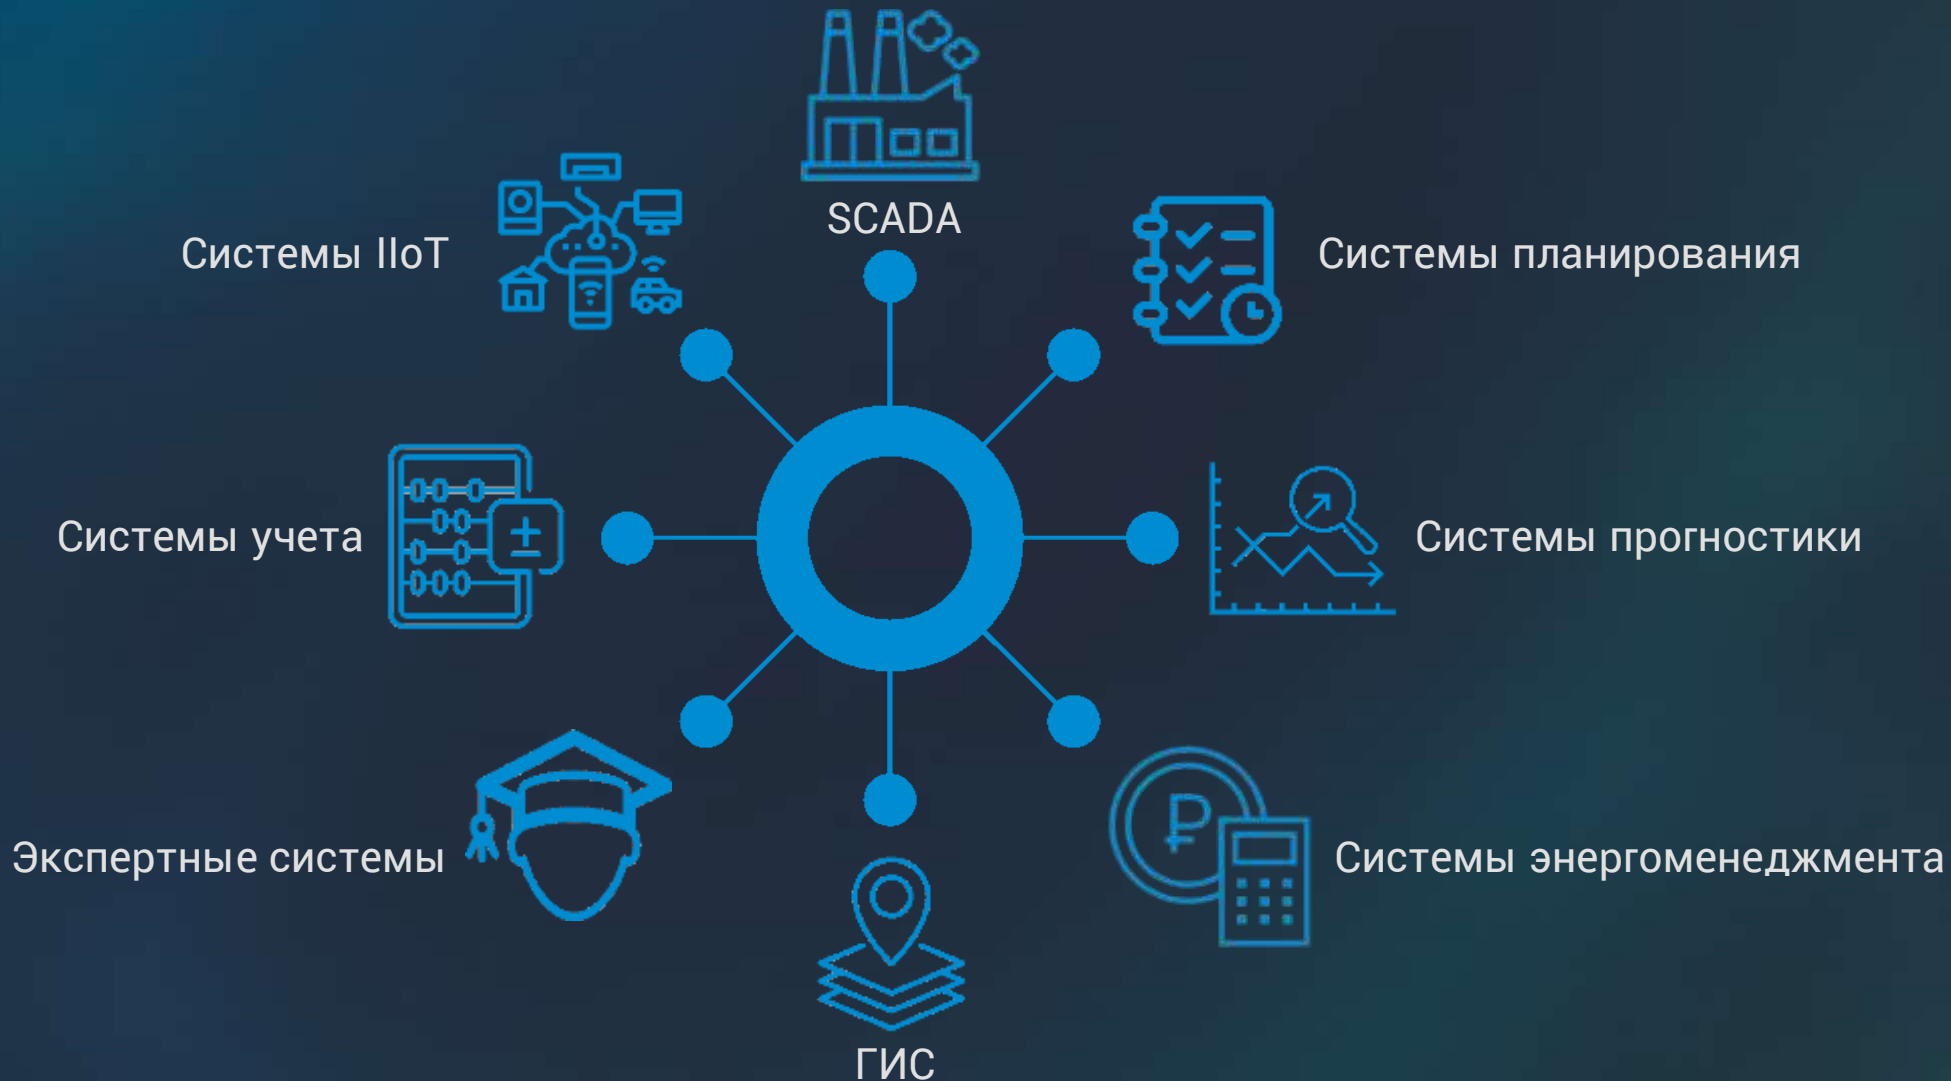 SCADA
Системы IIoT
Системы планирования
Системы учета
Системы прогностики
Экспертные системы
Системы энергоменеджмента
ГИС